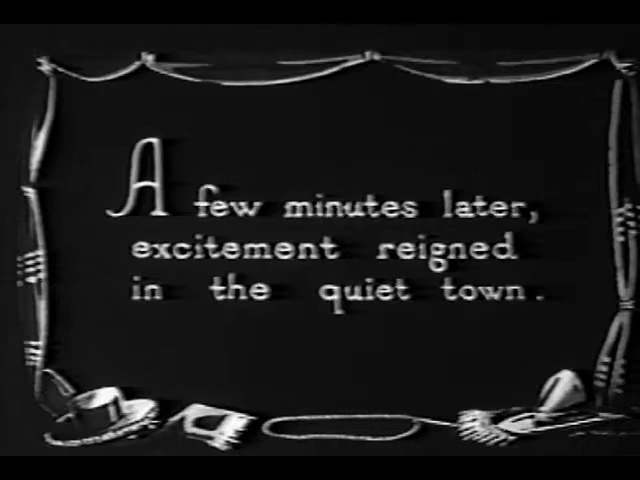 A few minutes later,
excitement reigned
in the quiet town.